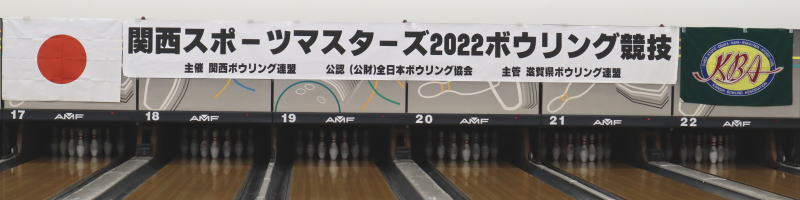 関西スポーツマスターズ2022ボウリング競技
主催 関西ボウリング連盟 公認 (公財)全日本ボウリング協会 主管 滋賀県ボウリング連盟
KBA
17 AMF 18 AMF 19 AMF 20 AMF 21 AMF 22 AMF